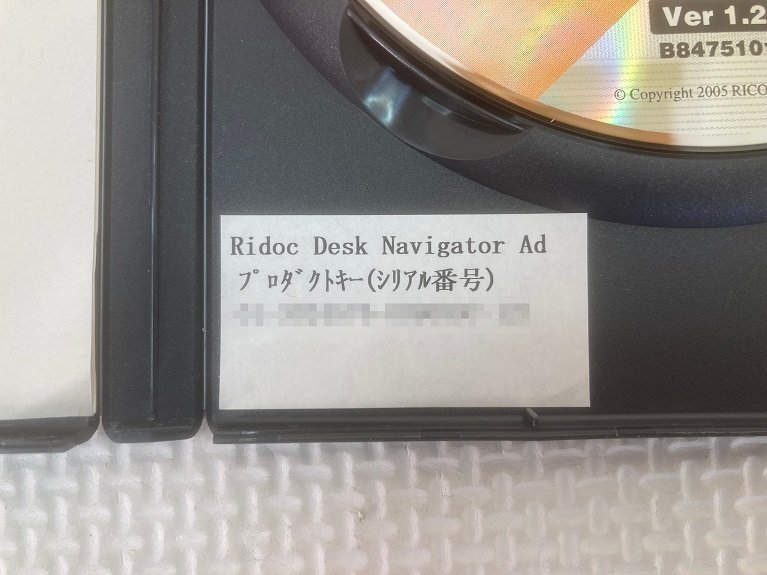 Ver 1.2
B8475101
© Copyright 2005 RICO
Ridoc Desk Navigator Ad
ﾌﾟﾛﾀﾞｸﾄｷｰ(ｼﾘｱﾙ番号)